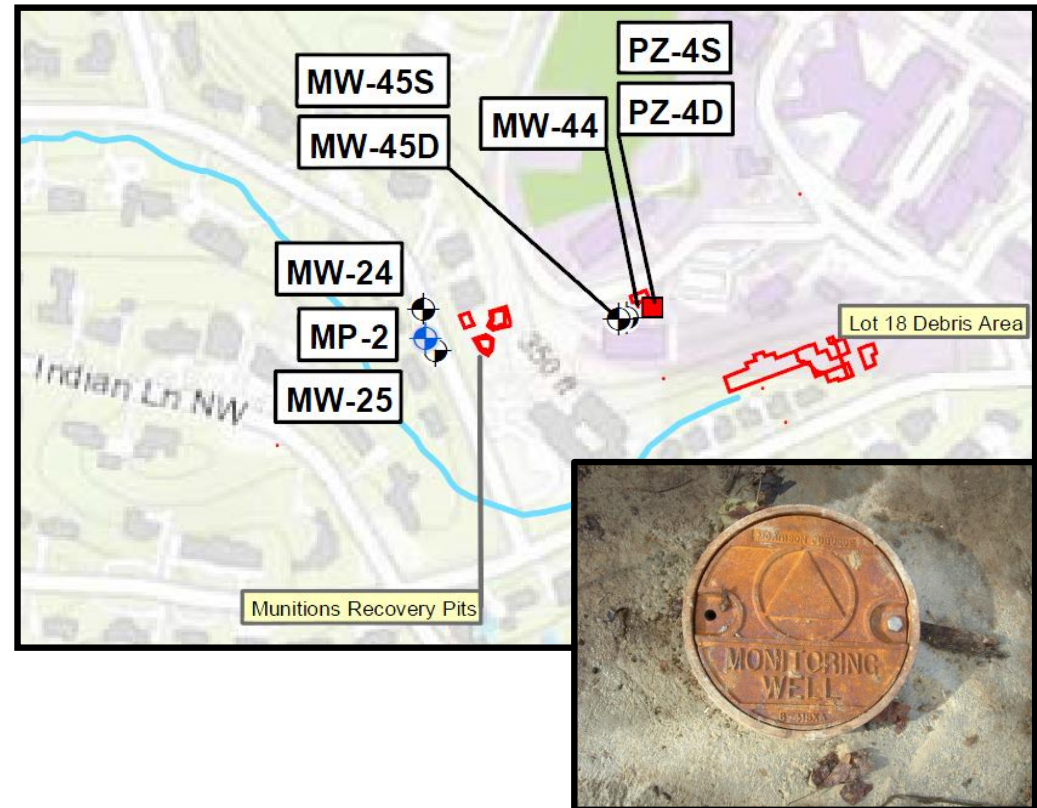 PZ-4S
MW-45S
PZ-4D
MW-44
MW-45D
MW-24
MP-2
MW-25
Lot 18 Debris Area
350 ft
Indian Ln NW
Munitions Recovery Pits
MONITORING
WELL